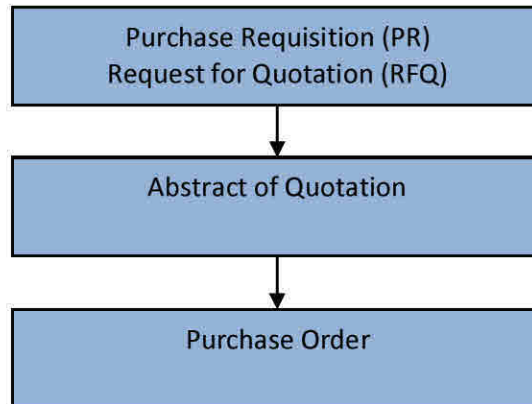 Purchase Requisition (PR)
Request for Quotation (RFQ)
Abstract of Quotation
Purchase Order